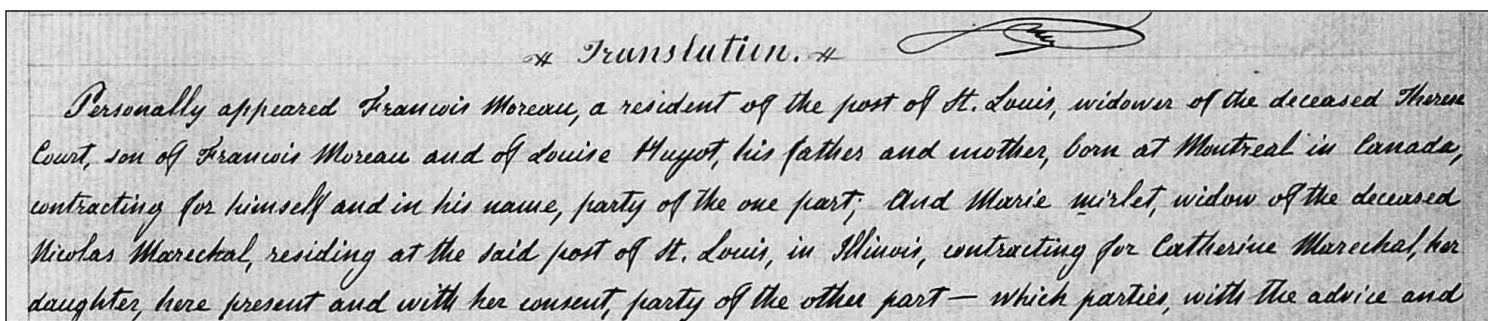 Translation.
Personally appeared Francois Moreau, a resident of the post of St. Louis, widower of the deceased Therese
Court, son of Francois Moreau and of Louise Huyot, his father and mother, born at Montreal in Canada,
contracting for himself and in his name, party of the one part; And Marie mirlet, widow of the deceased
Nicolas Marechal, residing at the said post of St. Louis, in Illinois, contracting for Catherine Marechal, her
daughter, here present and with her consent, party of the other part — which parties, with the advice and